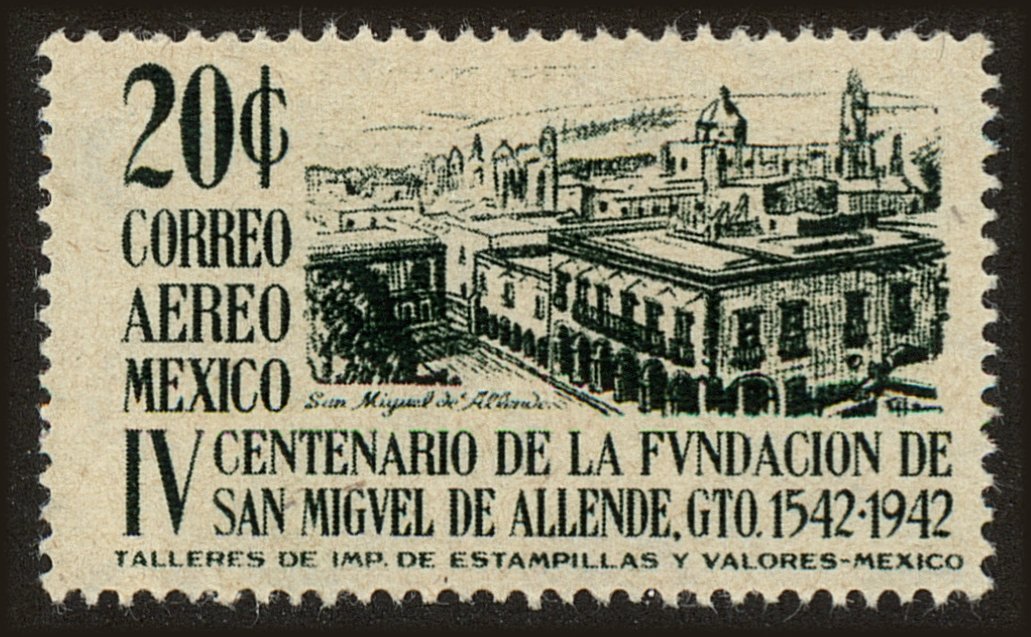 20¢
CORREO
AEREO
MEXICO
San Miguel de Allende
IV CENTENARIO DE LA FVNDACION DE
SAN MIGVEL DE ALLENDE, GTO. 1542·1942
TALLERES DE IMP. DE ESTAMPILLAS Y VALORES-MEXICO